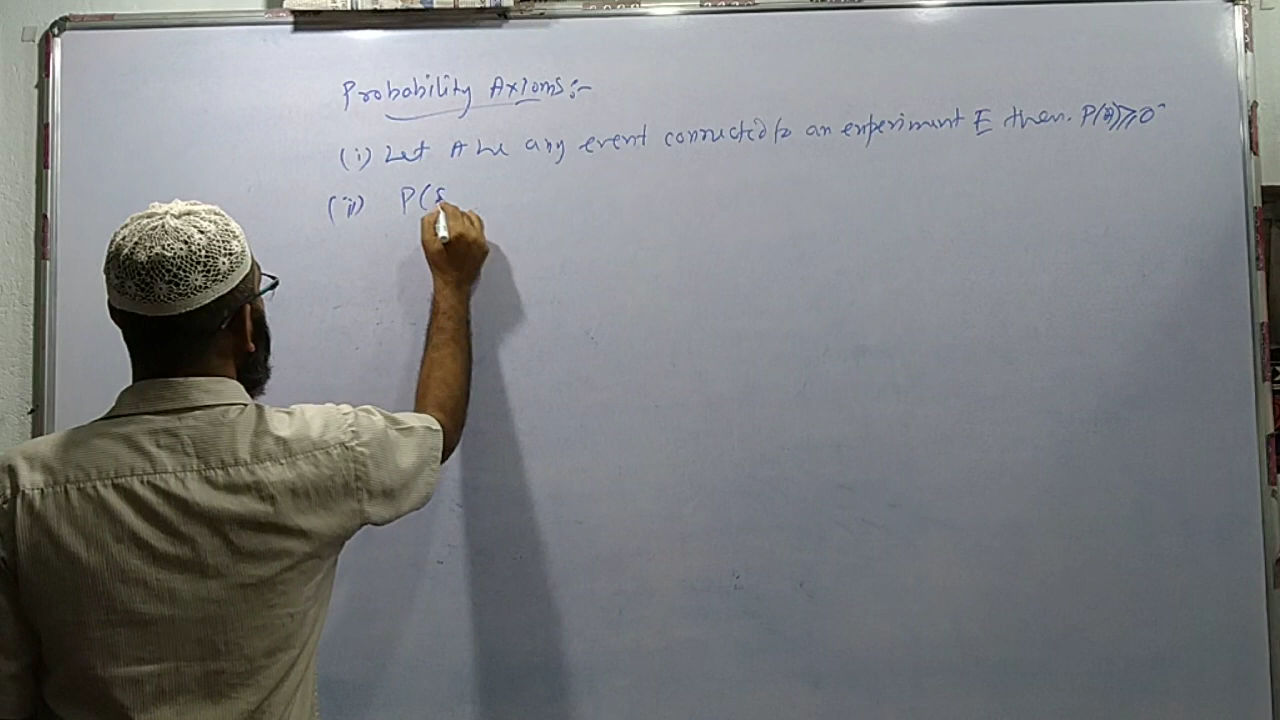 Probability Axioms:-
(i) Let A be any event connected to an experiment E then. P(A)≥0
(ii) P(S